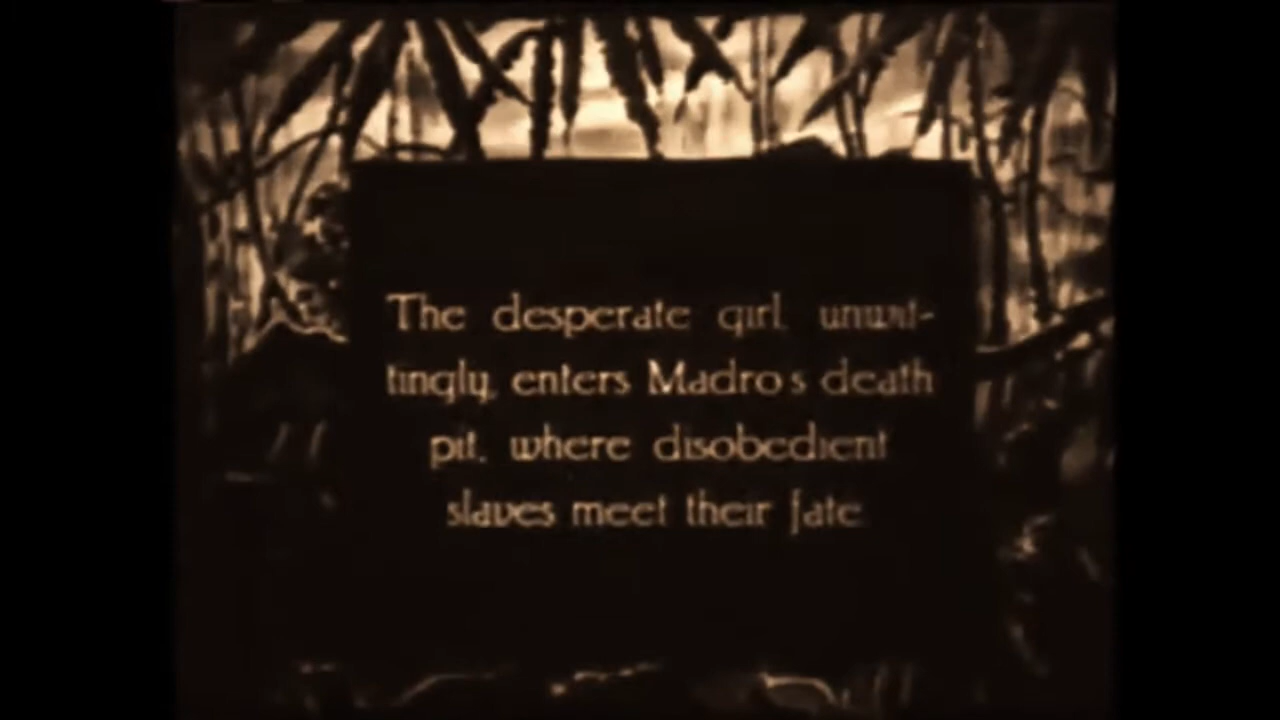 The desperate girl, unwit-
tingly, enters Madro's death
pit, where disobedient
slaves meet their fate.